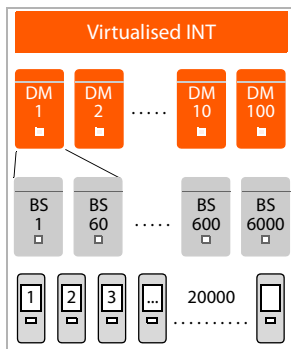 Virtualised INT
DM 1 DM 2 ..... DM 10 DM 100
BS 1 BS 60 ..... BS 600 BS 6000
1 2 3 ... 20000 ..........